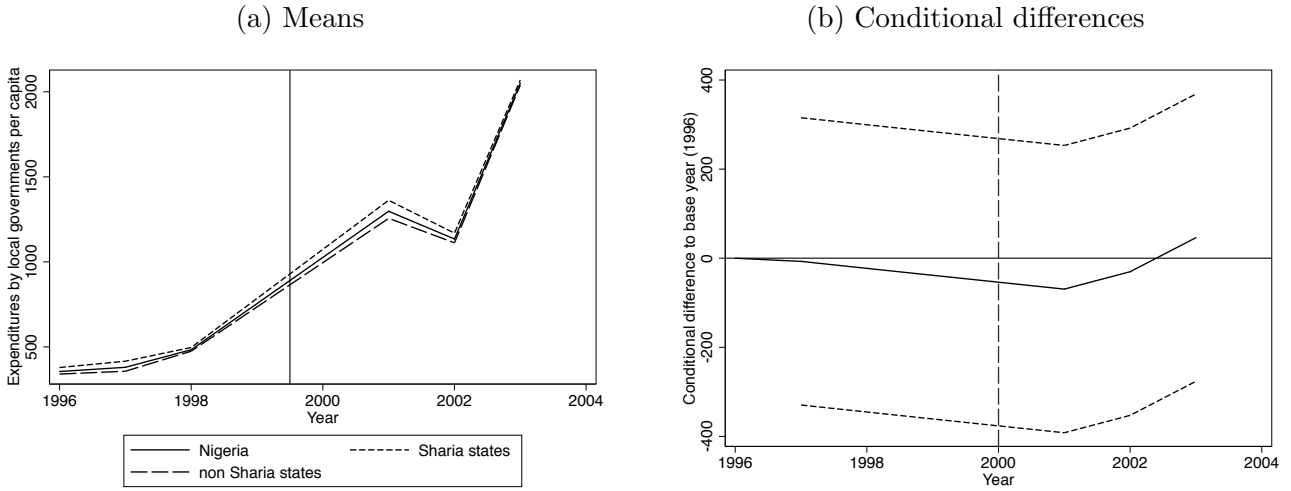 (a) Means
Expenditures by local governments per capita
2000
1500
1000
500
1996 1998 2000 2002 2004
Year
Nigeria
Sharia states
non Sharia states
(b) Conditional differences
Conditional difference to base year (1996)
400
200
0
-200
-400
1996 1998 2000 2002 2004
Year